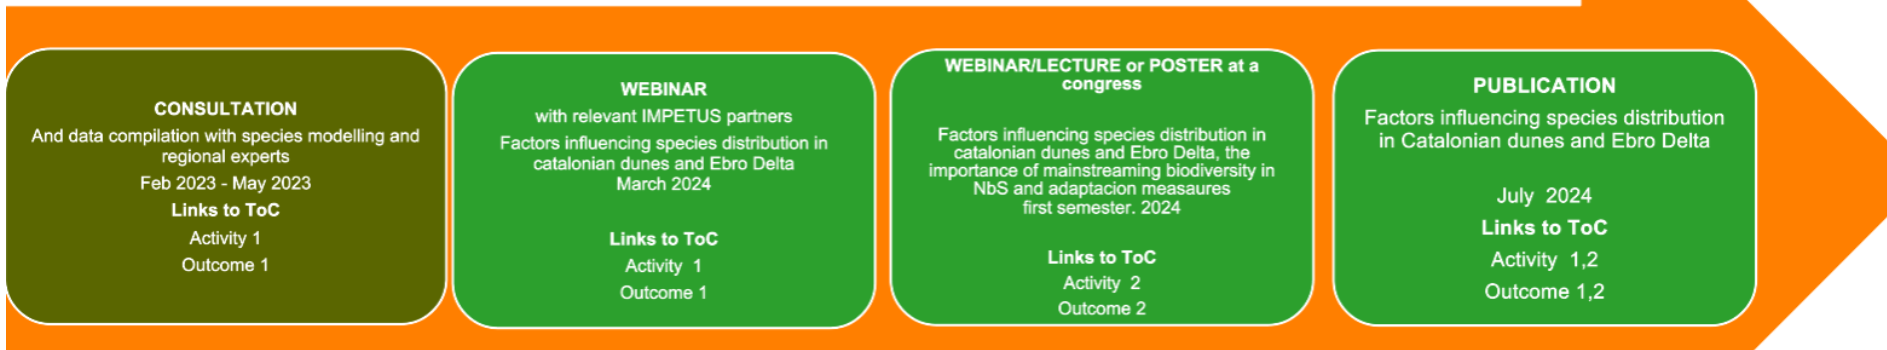 CONSULTATION
And data compilation with species modelling and
regional experts
Feb 2023 - May 2023
Links to ToC
Activity 1
Outcome 1
WEBINAR
with relevant IMPETUS partners
Factors influencing species distribution in
catalonian dunes and Ebro Delta
March 2024
Links to ToC
Activity 1
Outcome 1
WEBINAR/LECTURE or POSTER at a
congress
Factors influencing species distribution in
catalonian dunes and Ebro Delta, the
importance of mainstreaming biodiversity in
NbS and adaptacion measaures
first semester. 2024
Links to ToC
Activity 2
Outcome 2
PUBLICATION
Factors influencing species distribution
in Catalonian dunes and Ebro Delta
July 2024
Links to ToC
Activity 1,2
Outcome 1,2